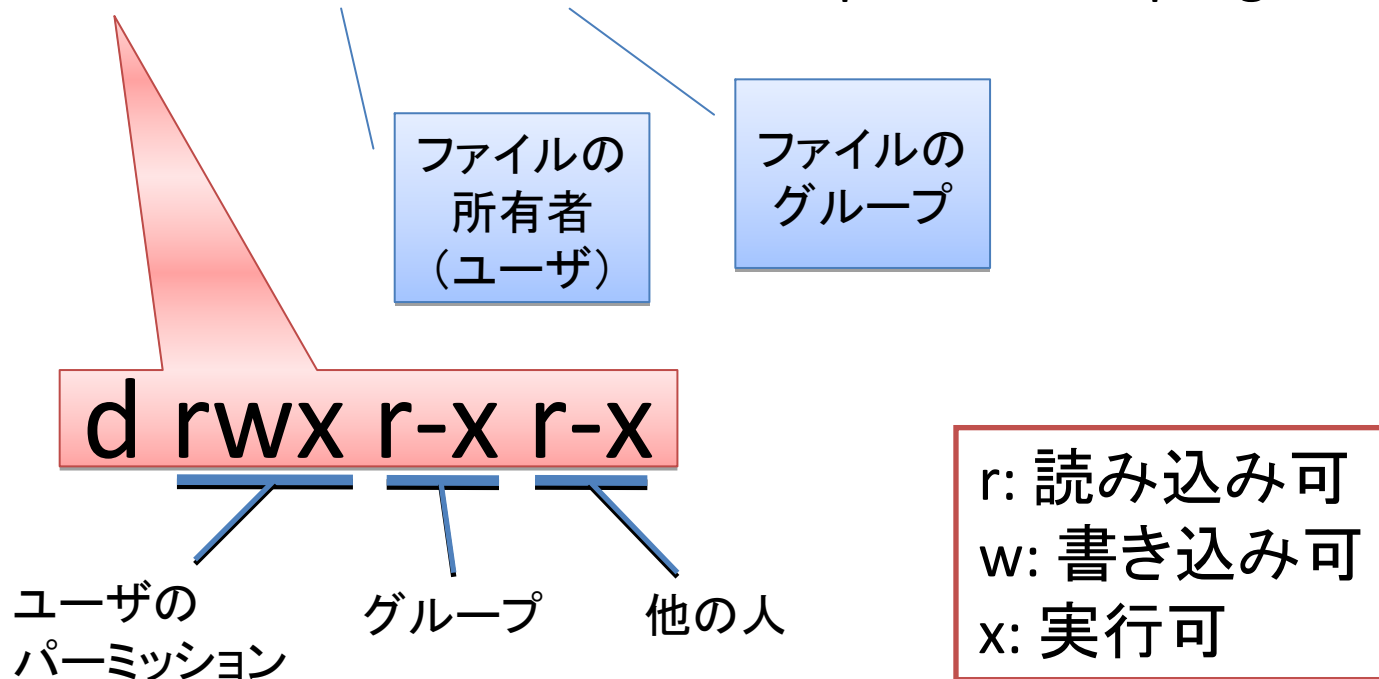 ファイルの
所有者
(ユーザ)
ファイルの
グループ
d rwx r-x r-x
ユーザの
パーミッション
グループ
他の人
r: 読み込み可
w: 書き込み可
x: 実行可